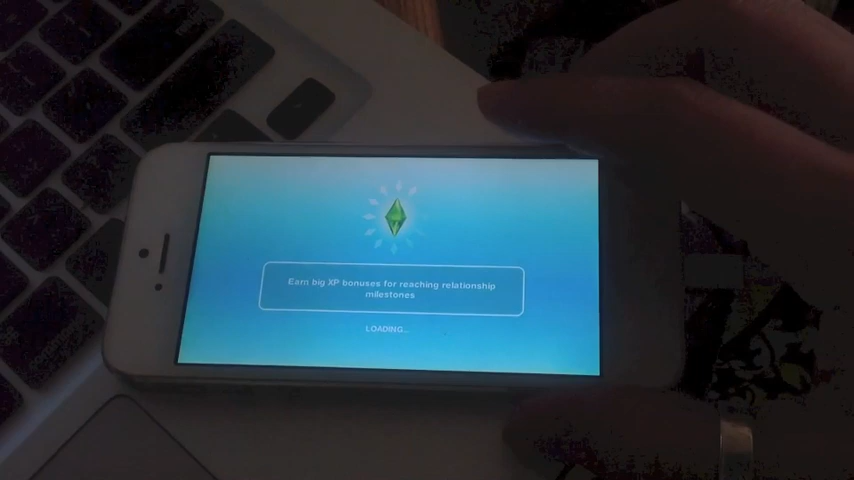 Earn big XP bonuses for reaching relationship
milestones
LOADING...